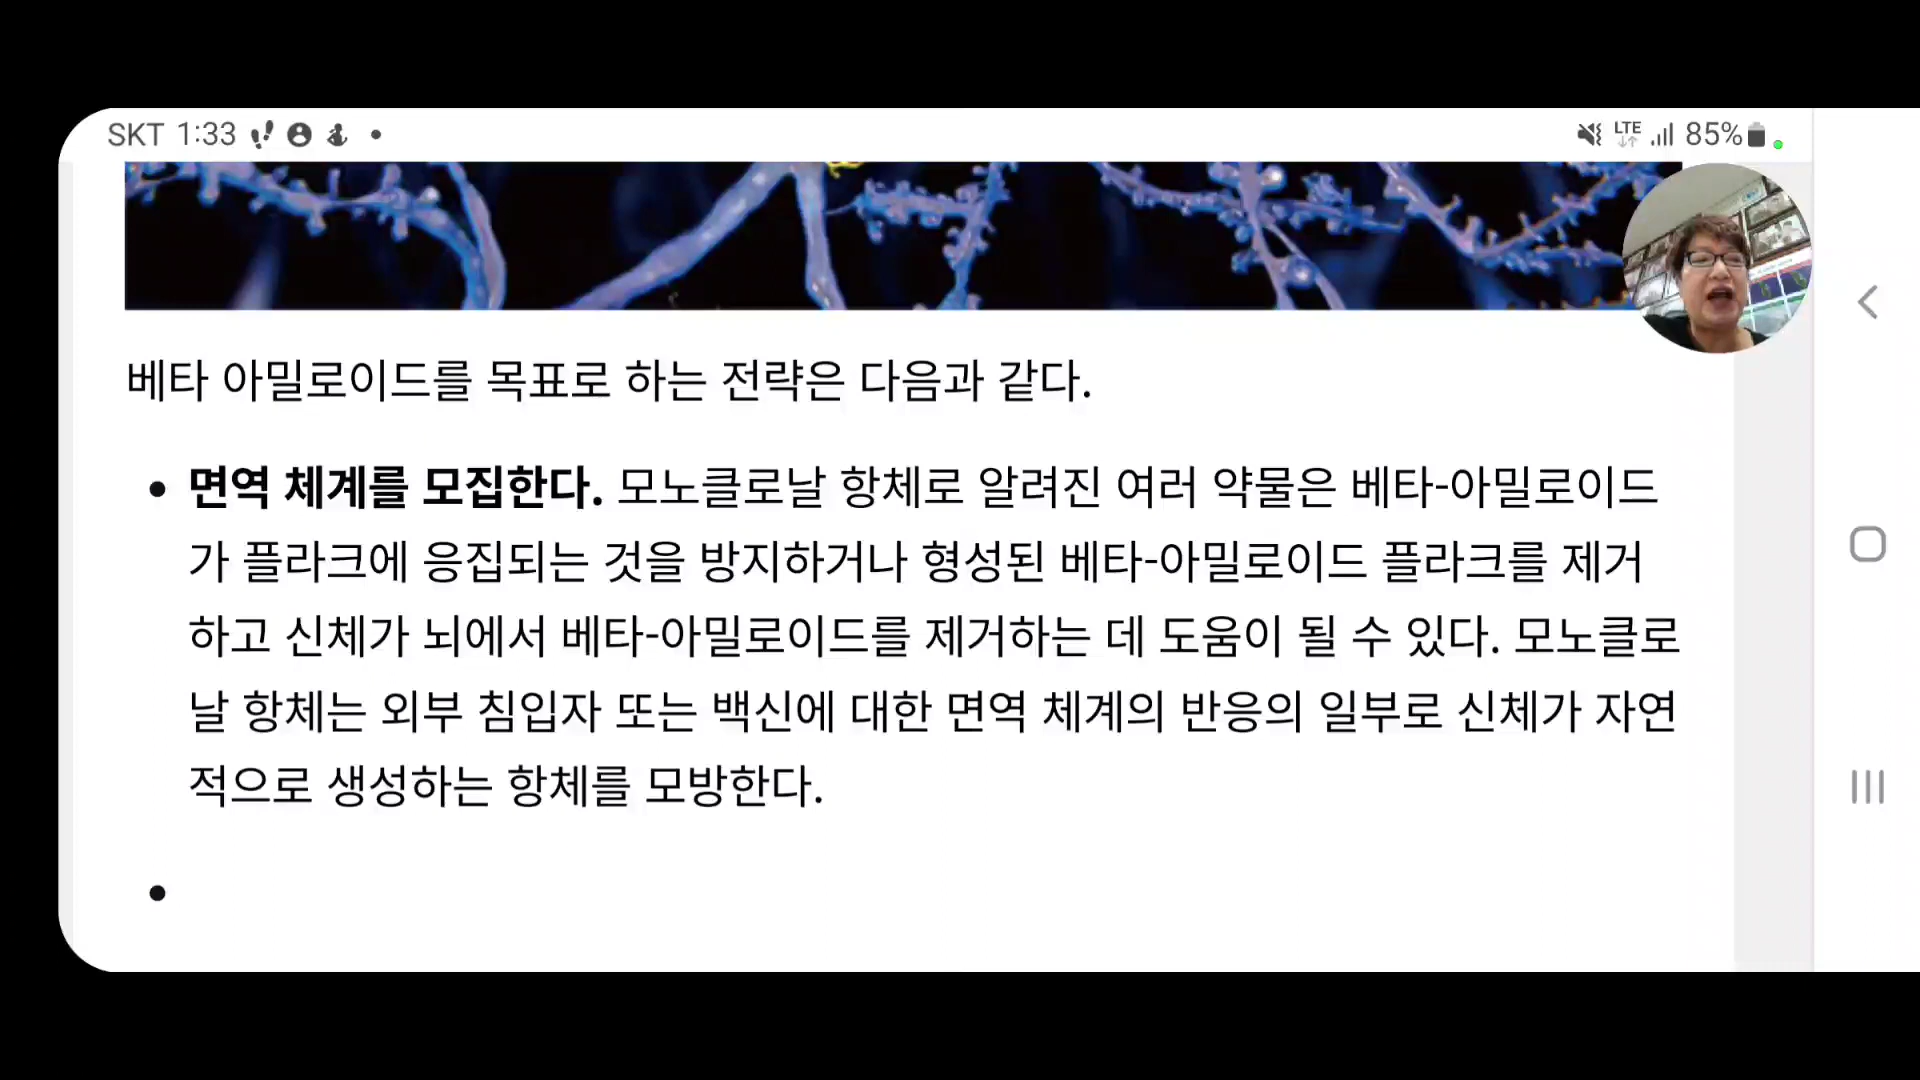 SKT 1:33
LTE 85%
베타 아밀로이드를 목표로 하는 전략은 다음과 같다.
• 면역 체계를 모집한다. 모노클로날 항체로 알려진 여러 약물은 베타-아밀로이드
가 플라크에 응집되는 것을 방지하거나 형성된 베타-아밀로이드 플라크를 제거
하고 신체가 뇌에서 베타-아밀로이드를 제거하는 데 도움이 될 수 있다. 모노클로
날 항체는 외부 침입자 또는 백신에 대한 면역 체계의 반응의 일부로 신체가 자연
적으로 생성하는 항체를 모방한다.
•